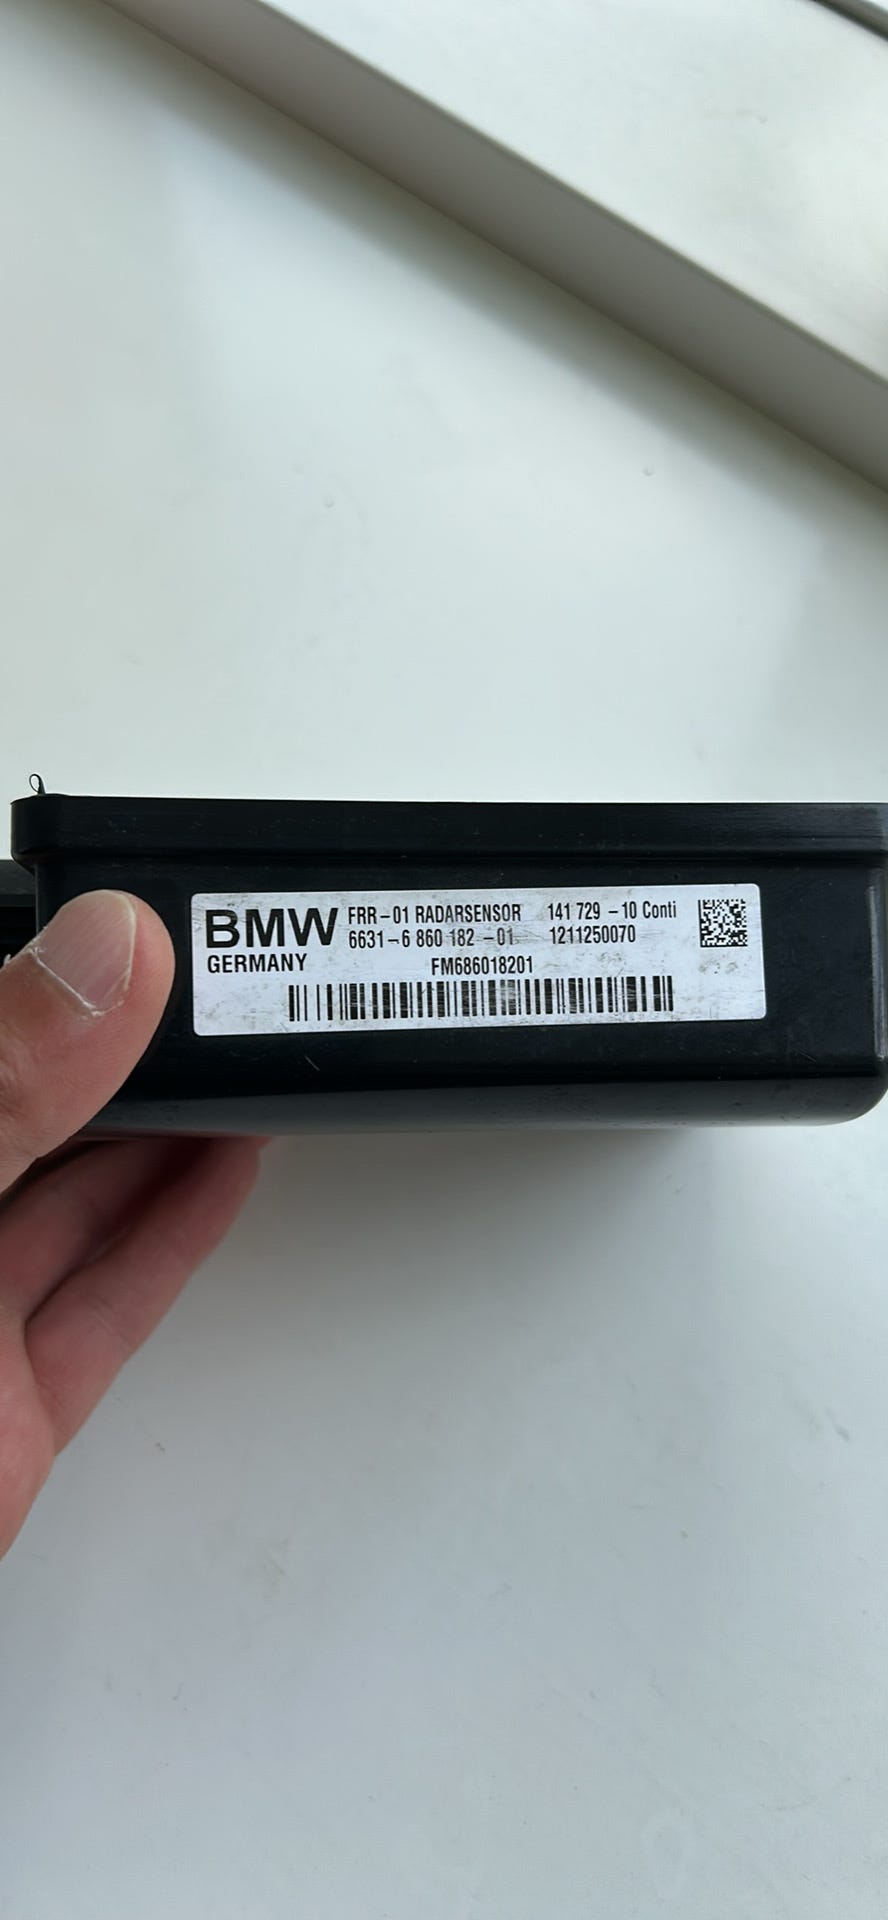 BMW FRR-01 RADARSENSOR 141 729 -10 Conti
6631-6 860 182 -01 1211250070
GERMANY FM686018201